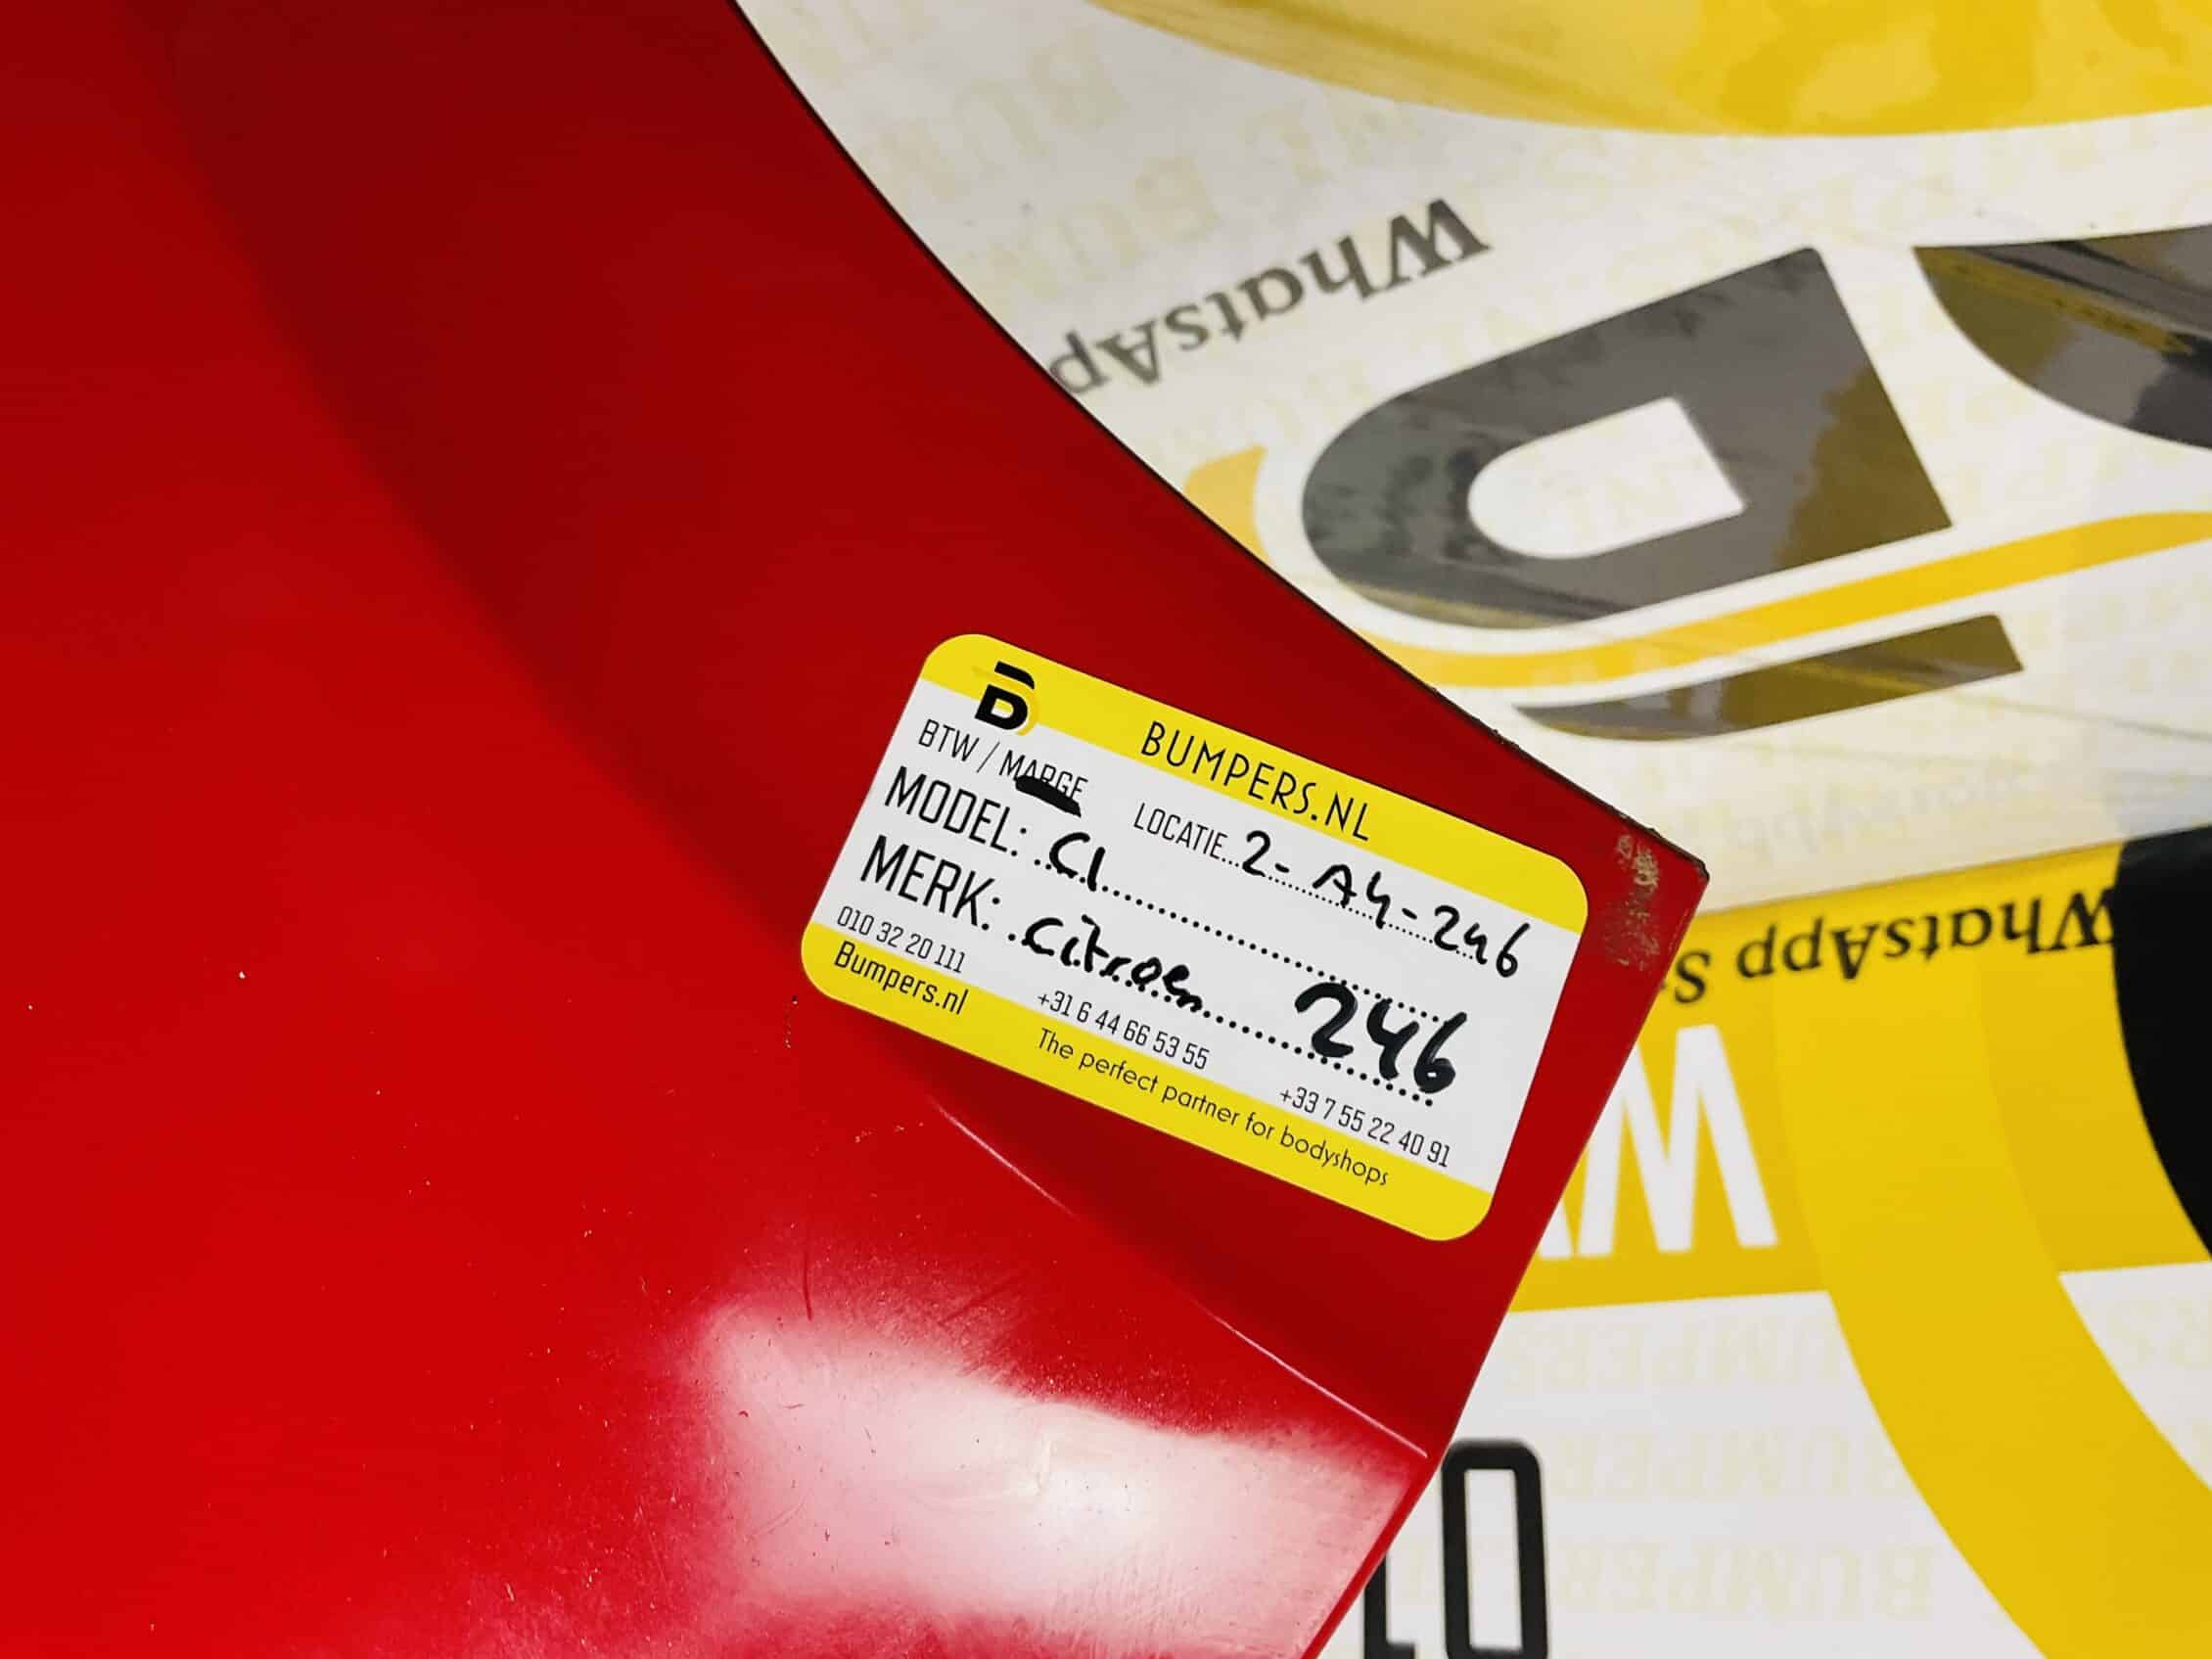 B BUMPERS.NL
BTW / MARGE LOCATIE 2-A4-246
MODEL: C1
MERK: Citroen 246
010 32 20 111 +31 6 44 66 53 55 +33 7 55 22 40 91
Bumpers.nl The perfect partner for bodyshops
WhatsApp
WhatsApp S
W
01